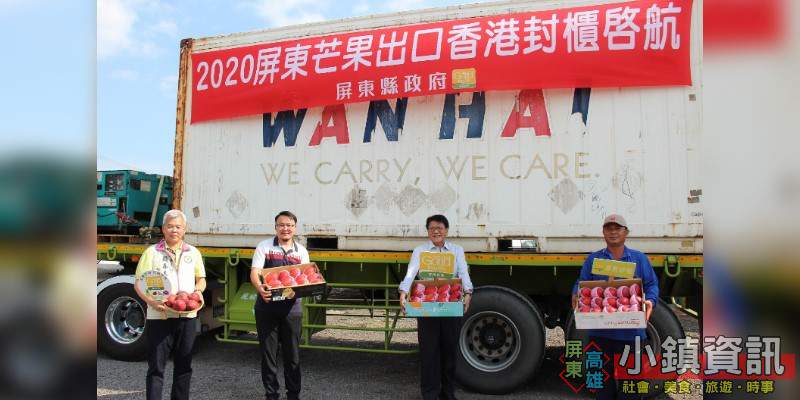 2020屏東芒果出口香港封櫃啓航
屏東縣政府
WAN HAI
WE CARRY, WE CARE.
屏東
高雄
小鎮資訊
社會·美食·旅遊·時事